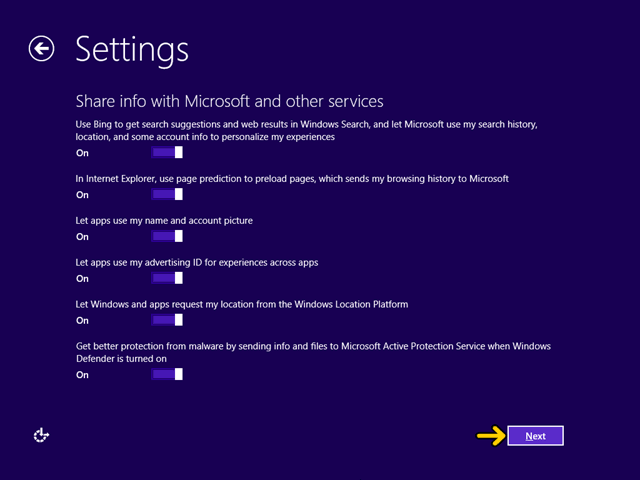 Settings
Share info with Microsoft and other services
Use Bing to get search suggestions and web results in Windows Search, and let Microsoft use my search history,
location, and some account info to personalize my experiences
On
In Internet Explorer, use page prediction to preload pages, which sends my browsing history to Microsoft
On
Let apps use my name and account picture
On
Let apps use my advertising ID for experiences across apps
On
Let Windows and apps request my location from the Windows Location Platform
On
Get better protection from malware by sending info and files to Microsoft Active Protection Service when Windows
Defender is turned on
On
Next